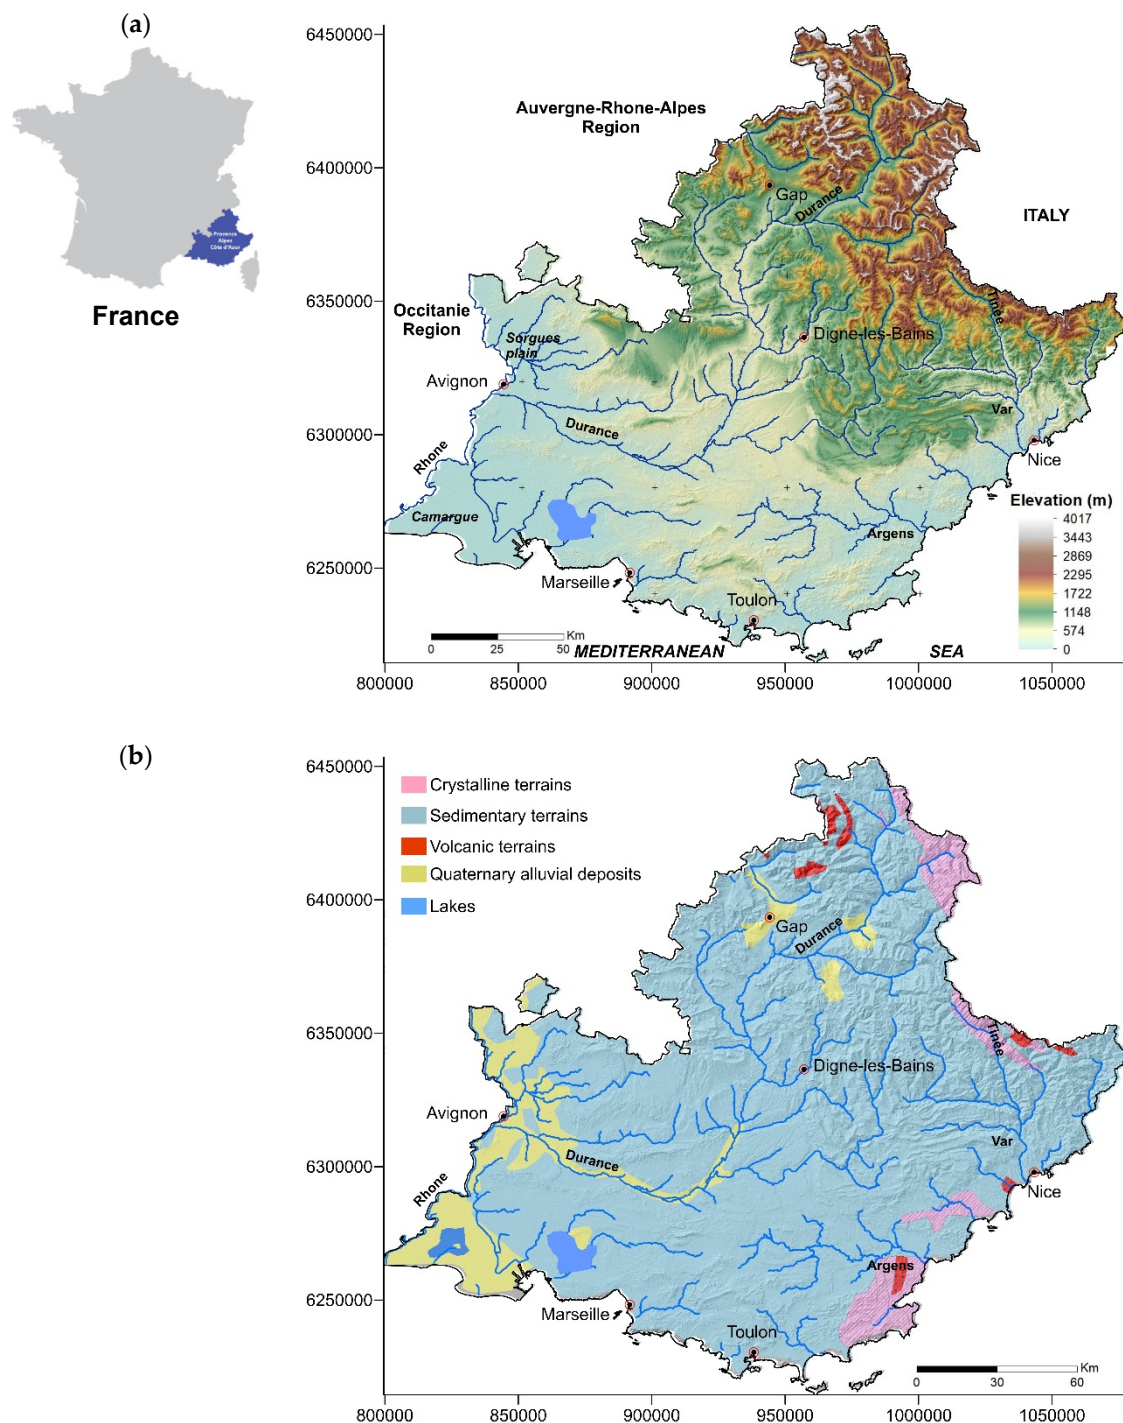 (a)
Provence
Alpes
Côte d'Azur
France
6450000
6400000
6350000
6300000
6250000
Auvergne-Rhone-Alpes
Region
Gap
Durance
ITALY
Occitanie
Region
Sorgues
plain
Tinée
Digne-les-Bains
Avignon
Durance
Var
Rhone
Nice
Camargue
Argens
Elevation (m)
4017
3443
2869
2295
1722
1148
574
0
Marseille
Toulon
Km
0 25 50
MEDITERRANEAN SEA
800000 850000 900000 950000 1000000 1050000
(b)
6450000
6400000
6350000
6300000
6250000
Crystalline terrains
Sedimentary terrains
Volcanic terrains
Quaternary alluvial deposits
Lakes
Gap
Durance
Tinée
Digne-les-Bains
Avignon
Durance
Var
Rhone
Nice
Argens
Marseille
Toulon
Km
0 30 60
800000 850000 900000 950000 1000000 1050000